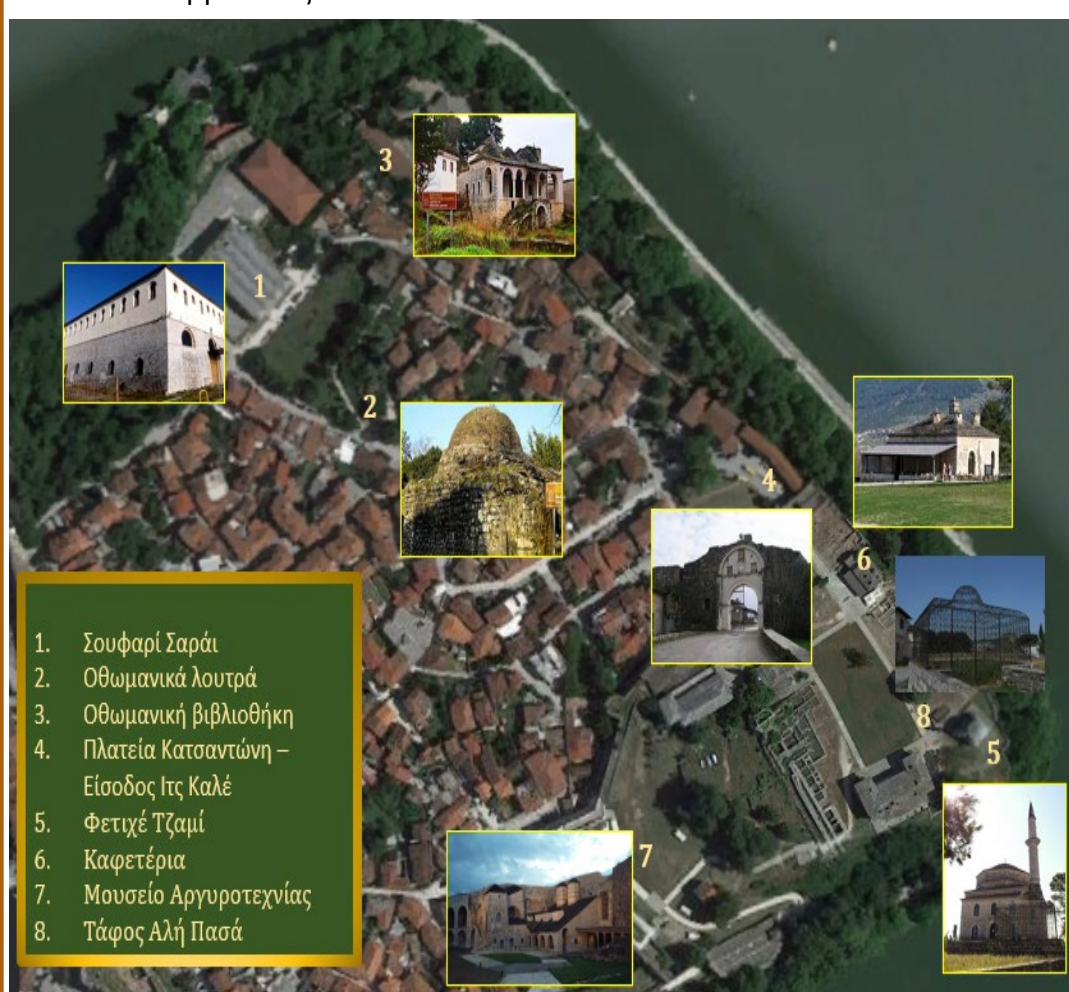 3
1
2
4
6
8
5
7
1. Σουφαρί Σαράι
2. Οθωμανικά λουτρά
3. Οθωμανική βιβλιοθήκη
4. Πλατεία Κατσαντώνη –
Είσοδος Ιτς Καλέ
5. Φετιχέ Τζαμί
6. Καφετέρια
7. Μουσείο Αργυροτεχνίας
8. Τάφος Αλή Πασά